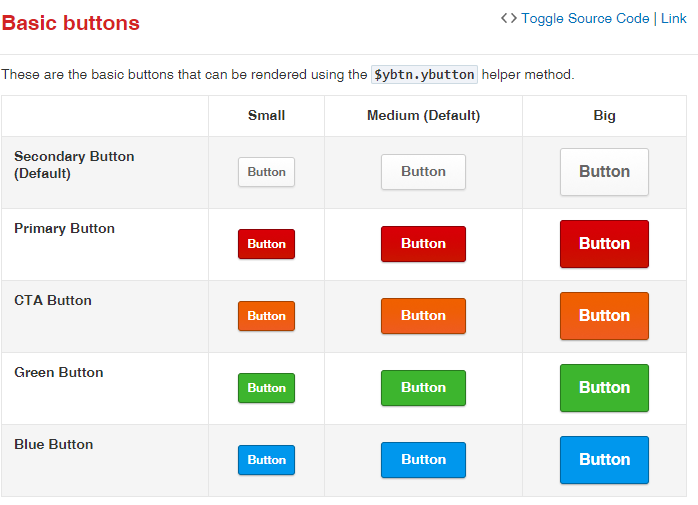 Basic buttons
<> Toggle Source Code | Link
These are the basic buttons that can be rendered using the $ybtn.ybutton helper method.
Small Medium (Default) Big
Secondary Button
(Default)
Button Button Button
Primary Button
Button Button Button
CTA Button
Button Button Button
Green Button
Button Button Button
Blue Button
Button Button Button